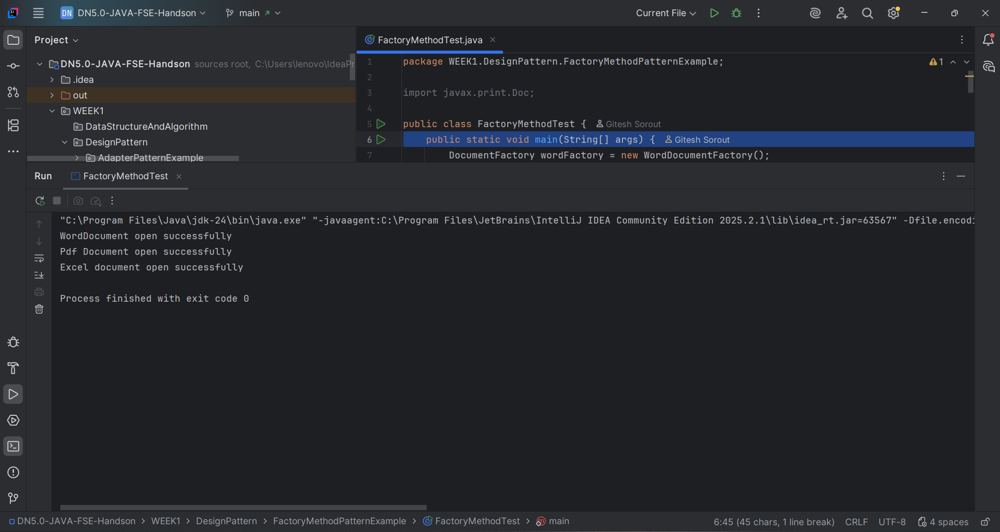 DN DN5.0-JAVA-FSE-Handson main Current File
Project
DN5.0-JAVA-FSE-Handson sources root, C:\Users\lenovo\IdeaPr
.idea
out
WEEK1
DataStructureAndAlgorithm
DesignPattern
AdapterPatternExample
FactoryMethodTest.java
1 package WEEK1.DesignPattern.FactoryMethodPatternExample;
2
3 import javax.print.Doc;
4
5 public class FactoryMethodTest { Gitesh Sorout
6 public static void main(String[] args) { Gitesh Sorout
7 DocumentFactory wordFactory = new WordDocumentFactory();
1
Run FactoryMethodTest
"C:\Program Files\Java\jdk-24\bin\java.exe" "-javaagent:C:\Program Files\JetBrains\IntelliJ IDEA Community Edition 2025.2.1\lib\idea_rt.jar=63567" -Dfile.encodi
WordDocument open successfully
Pdf Document open successfully
Excel document open successfully
Process finished with exit code 0
DN5.0-JAVA-FSE-Handson > WEEK1 > DesignPattern > FactoryMethodPatternExample > FactoryMethodTest > main 6:45 (45 chars, 1 line break) CRLF UTF-8 4 spaces